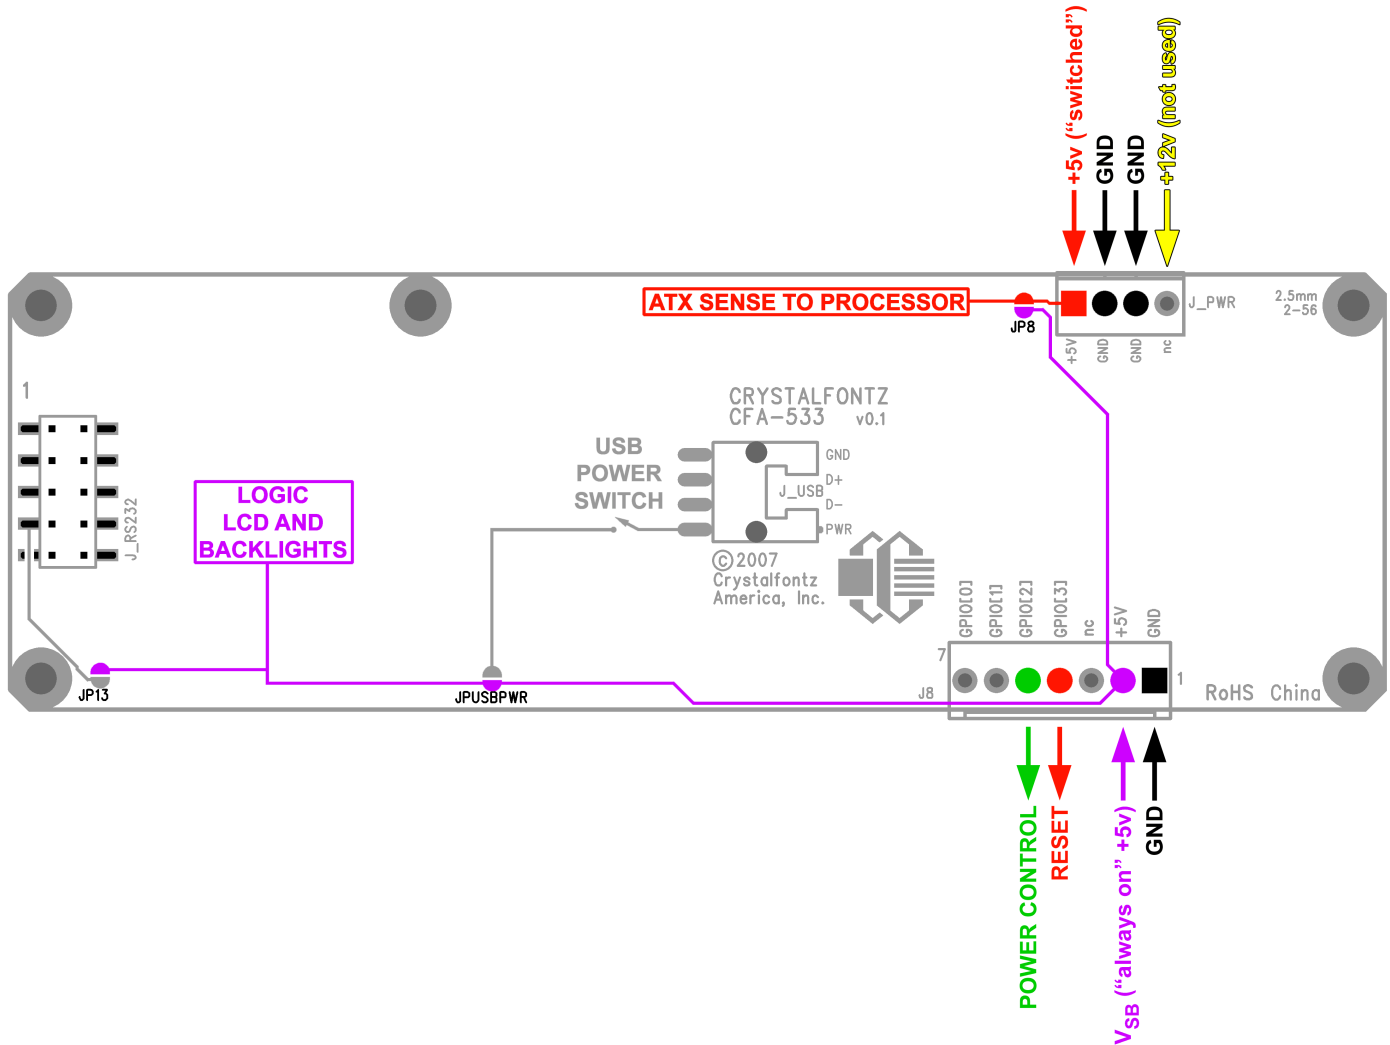 +5v (“switched”)
GND
GND
+12v (not used)
ATX SENSE TO PROCESSOR
JP8
J_PWR
2.5mm
2-56
+5V
GND
GND
nc
1
J_RS232
CRYSTALFONTZ
CFA-533 v0.1
USB
POWER
SWITCH
GND
D+
J_USB
D-
PWR
©2007
Crystalfontz
America, Inc.
LOGIC
LCD AND
BACKLIGHTS
GPIO[0]
GPIO[1]
GPIO[2]
GPIO[3]
nc
+5V
GND
7
1
J8
RoHS China
JP13
JPUSBPWR
POWER CONTROL
RESET
VSB (“always on” +5v)
GND